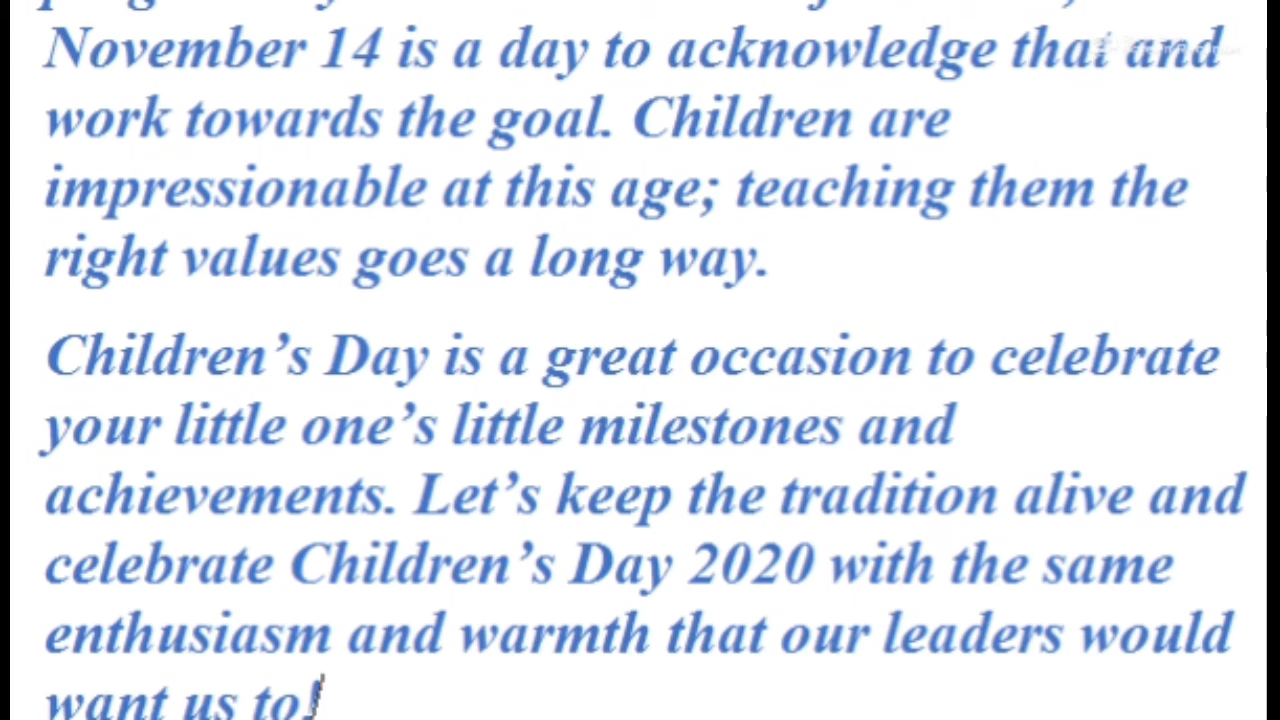 November 14 is a day to acknowledge that and
work towards the goal. Children are
impressionable at this age; teaching them the
right values goes a long way.
Children’s Day is a great occasion to celebrate
your little one’s little milestones and
achievements. Let’s keep the tradition alive and
celebrate Children’s Day 2020 with the same
enthusiasm and warmth that our leaders would
want us to!